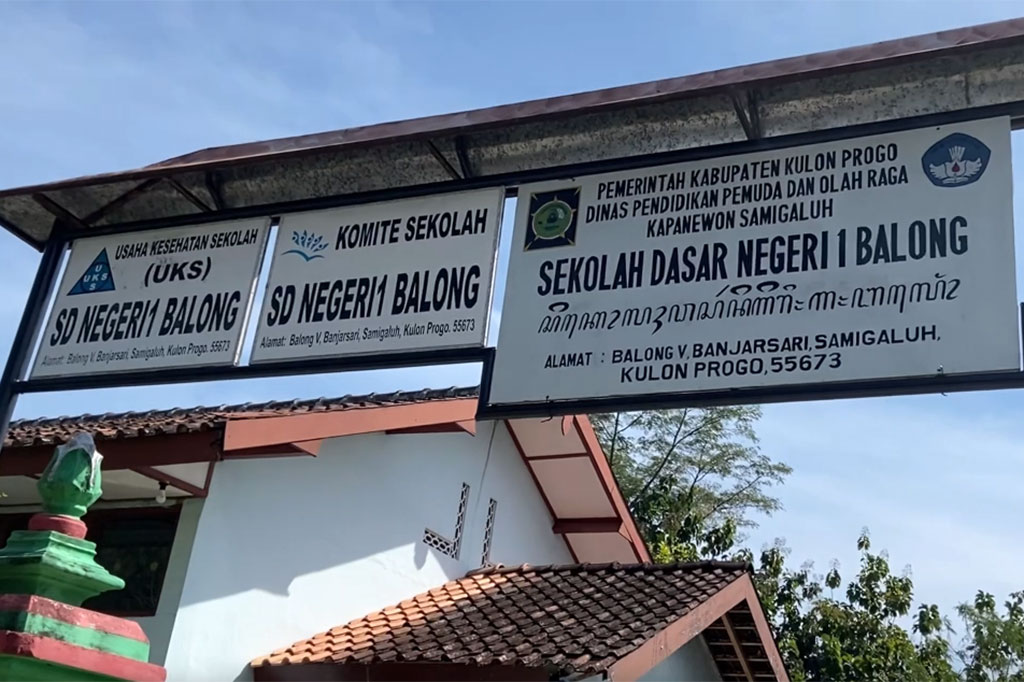 U
UKS
S
USAHA KESEHATAN SEKOLAH
(UKS)
SD NEGERI1 BALONG
Alamat: Balong V, Banjarsari, Samigaluh, Kulon Progo. 55673
KOMITE SEKOLAH
SD NEGERI1 BALONG
Alamat: Balong V, Banjarsari, Samigaluh, Kulon Progo. 55673
PEMERINTAH KABUPATEN KULON PROGO
DINAS PENDIDIKAN PEMUDA DAN OLAH RAGA
KAPANEWON SAMIGALUH
SEKOLAH DASAR NEGERI 1 BALONG
ALAMAT : BALONG V, BANJARSARI, SAMIGALUH,
KULON PROGO, 55673